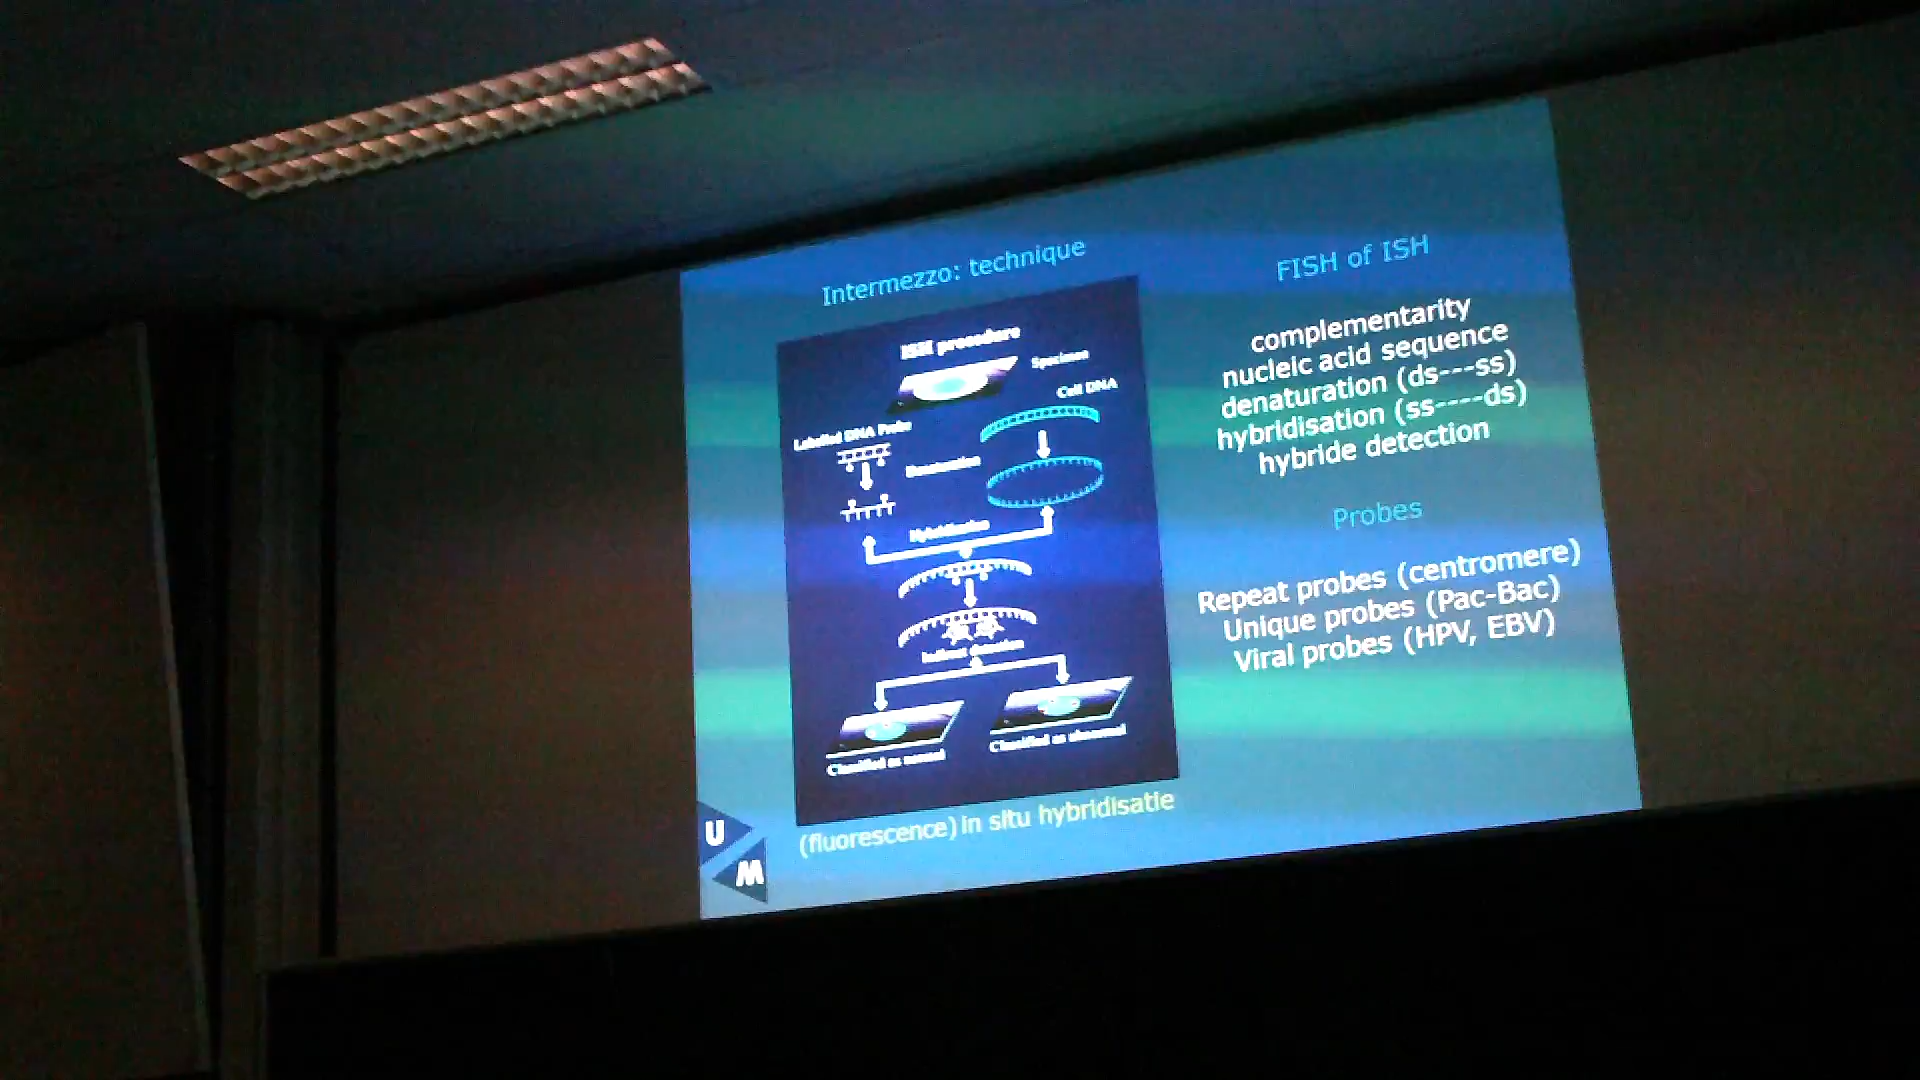 Intermezzo: technique
ISH procedure
Specimen
Cell DNA
Labelled DNA Probe
Denaturation
Hybridization
Indirect detection
Classified as normal
Classified as abnormal
(fluorescence) in situ hybridisatie
U
M
FISH of ISH
complementarity
nucleic acid sequence
denaturation (ds---ss)
hybridisation (ss----ds)
hybride detection
Probes
Repeat probes (centromere)
Unique probes (Pac-Bac)
Viral probes (HPV, EBV)